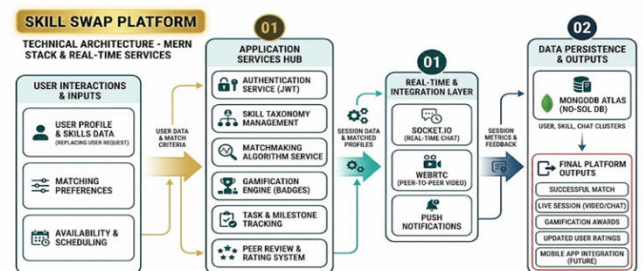 SKILL SWAP PLATFORM
TECHNICAL ARCHITECTURE - MERN
STACK & REAL-TIME SERVICES
USER INTERACTIONS
& INPUTS
USER PROFILE
& SKILLS DATA
(REPLACING USER REQUEST)
MATCHING
PREFERENCES
AVAILABILITY &
SCHEDULING
USER DATA
& MATCH
CRITERIA
01
APPLICATION
SERVICES HUB
AUTHENTICATION
SERVICE (JWT)
SKILL TAXONOMY
MANAGEMENT
MATCHMAKING
ALGORITHM SERVICE
GAMIFICATION
ENGINE (BADGES)
TASK & MILESTONE
TRACKING
PEER REVIEW &
RATING SYSTEM
SESSION DATA
& MATCHED
PROFILES
01
REAL-TIME &
INTEGRATION LAYER
SOCKET.IO
(REAL-TIME CHAT)
WEBRTC
(PEER-TO-PEER VIDEO)
PUSH
NOTIFICATIONS
SESSION
METRICS &
FEEDBACK
02
DATA PERSISTENCE
& OUTPUTS
MONGODB ATLAS
(NO-SQL DB)
USER, SKILL, CHAT CLUSTERS
FINAL PLATFORM
OUTPUTS
SUCCESSFUL MATCH
LIVE SESSION (VIDEO/CHAT)
GAMIFICATION AWARDS
UPDATED USER RATINGS
MOBILE APP INTEGRATION
(FUTURE)